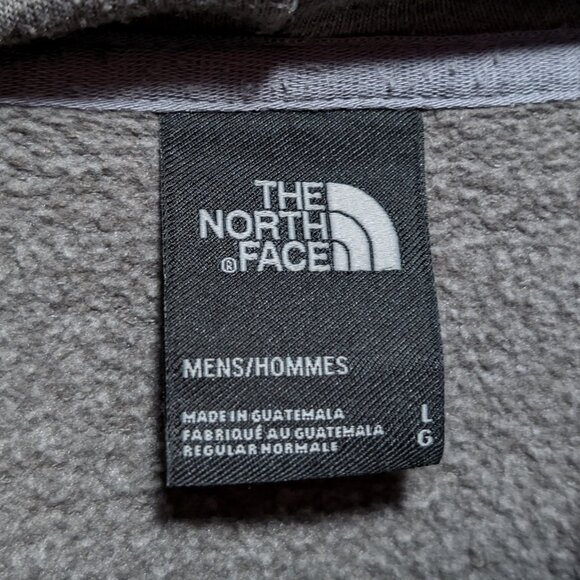 THE
NORTH
® FACE
MENS/HOMMES
MADE IN GUATEMALA
FABRIQUÉ AU GUATEMALA
REGULAR NORMALE
L
G